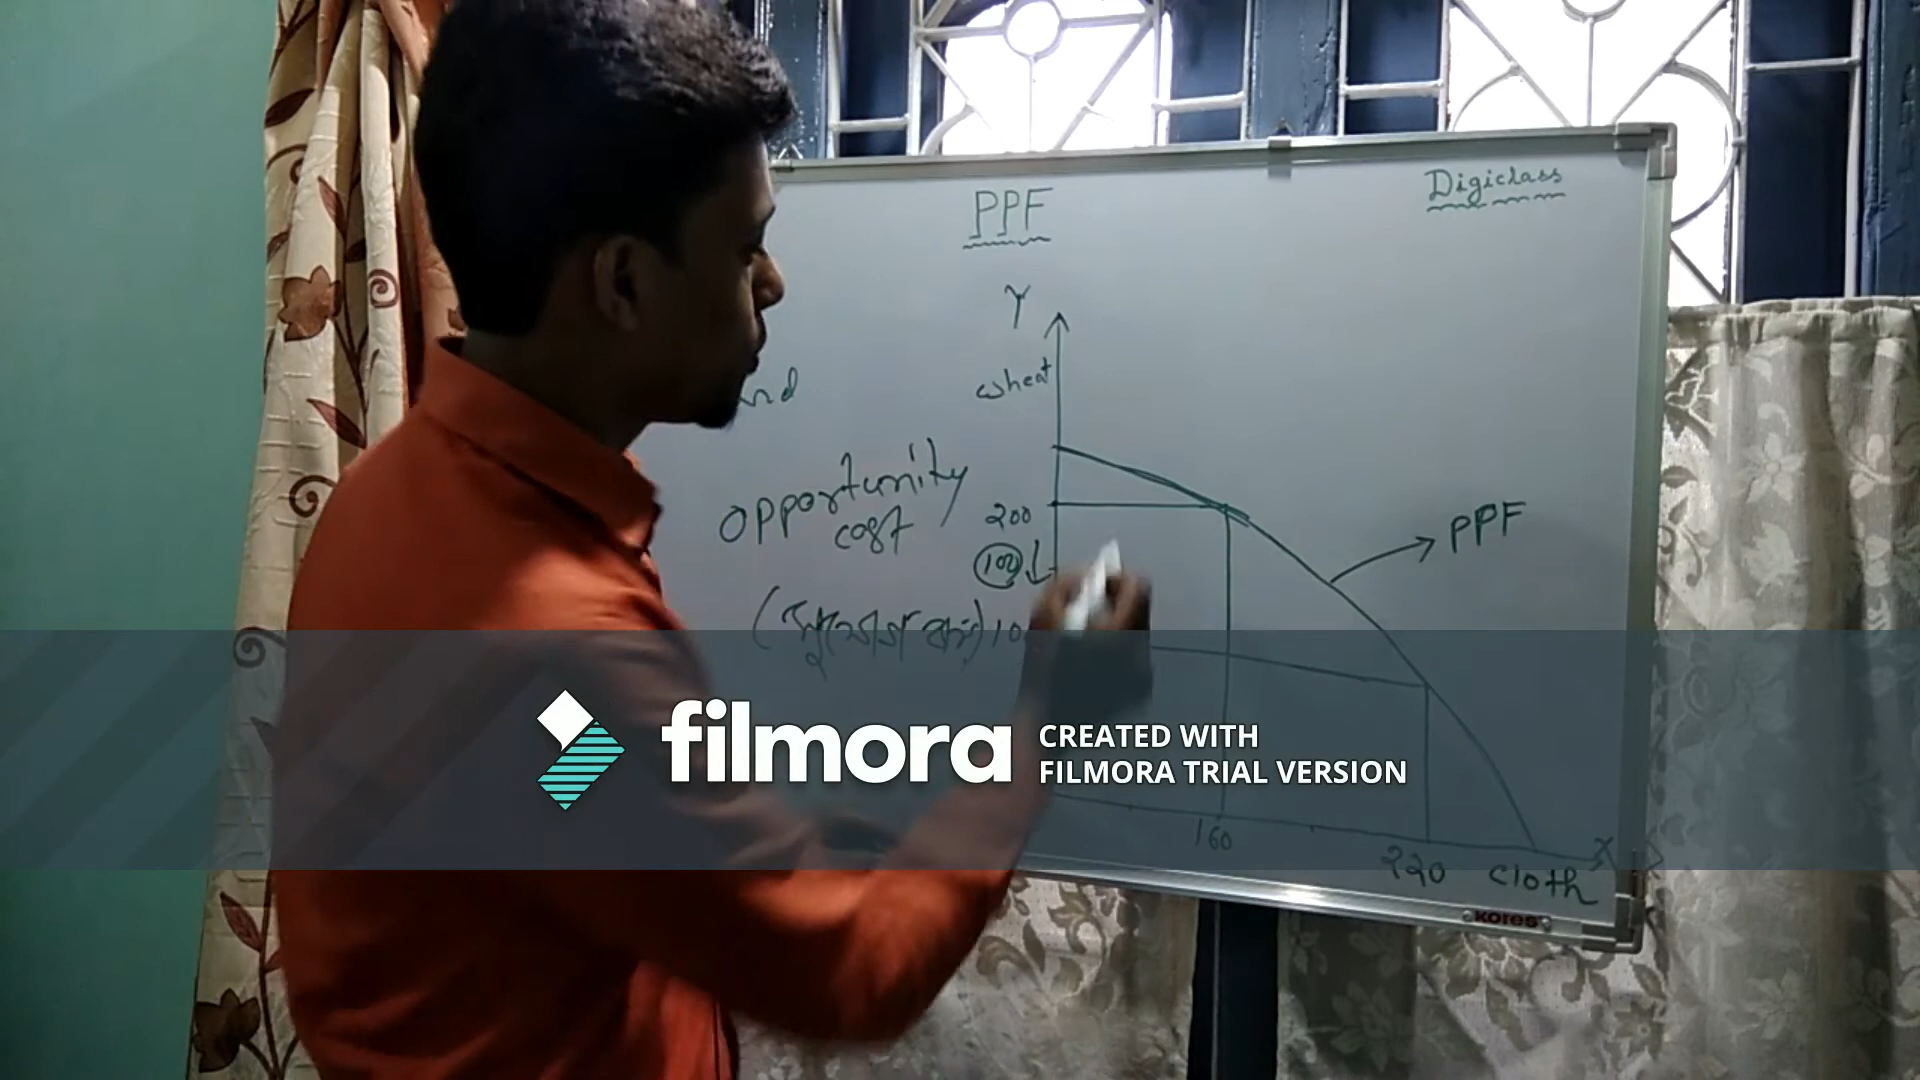 PPF
Digiclass
Y
wheat
opportunity
cost
200
100
PPF
filmora
CREATED WITH
FILMORA TRIAL VERSION
160
220
cloth
X
kores